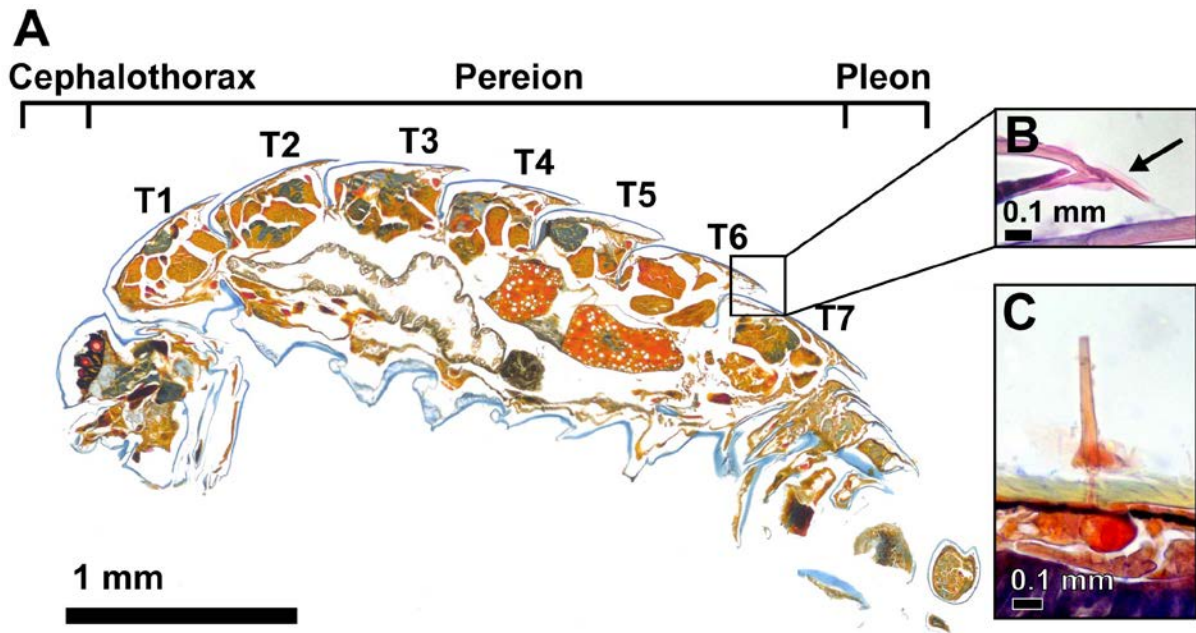 A
Cephalothorax Pereion Pleon
T1
T2
T3
T4
T5
T6
T7
1 mm
B
0.1 mm
C
0.1 mm